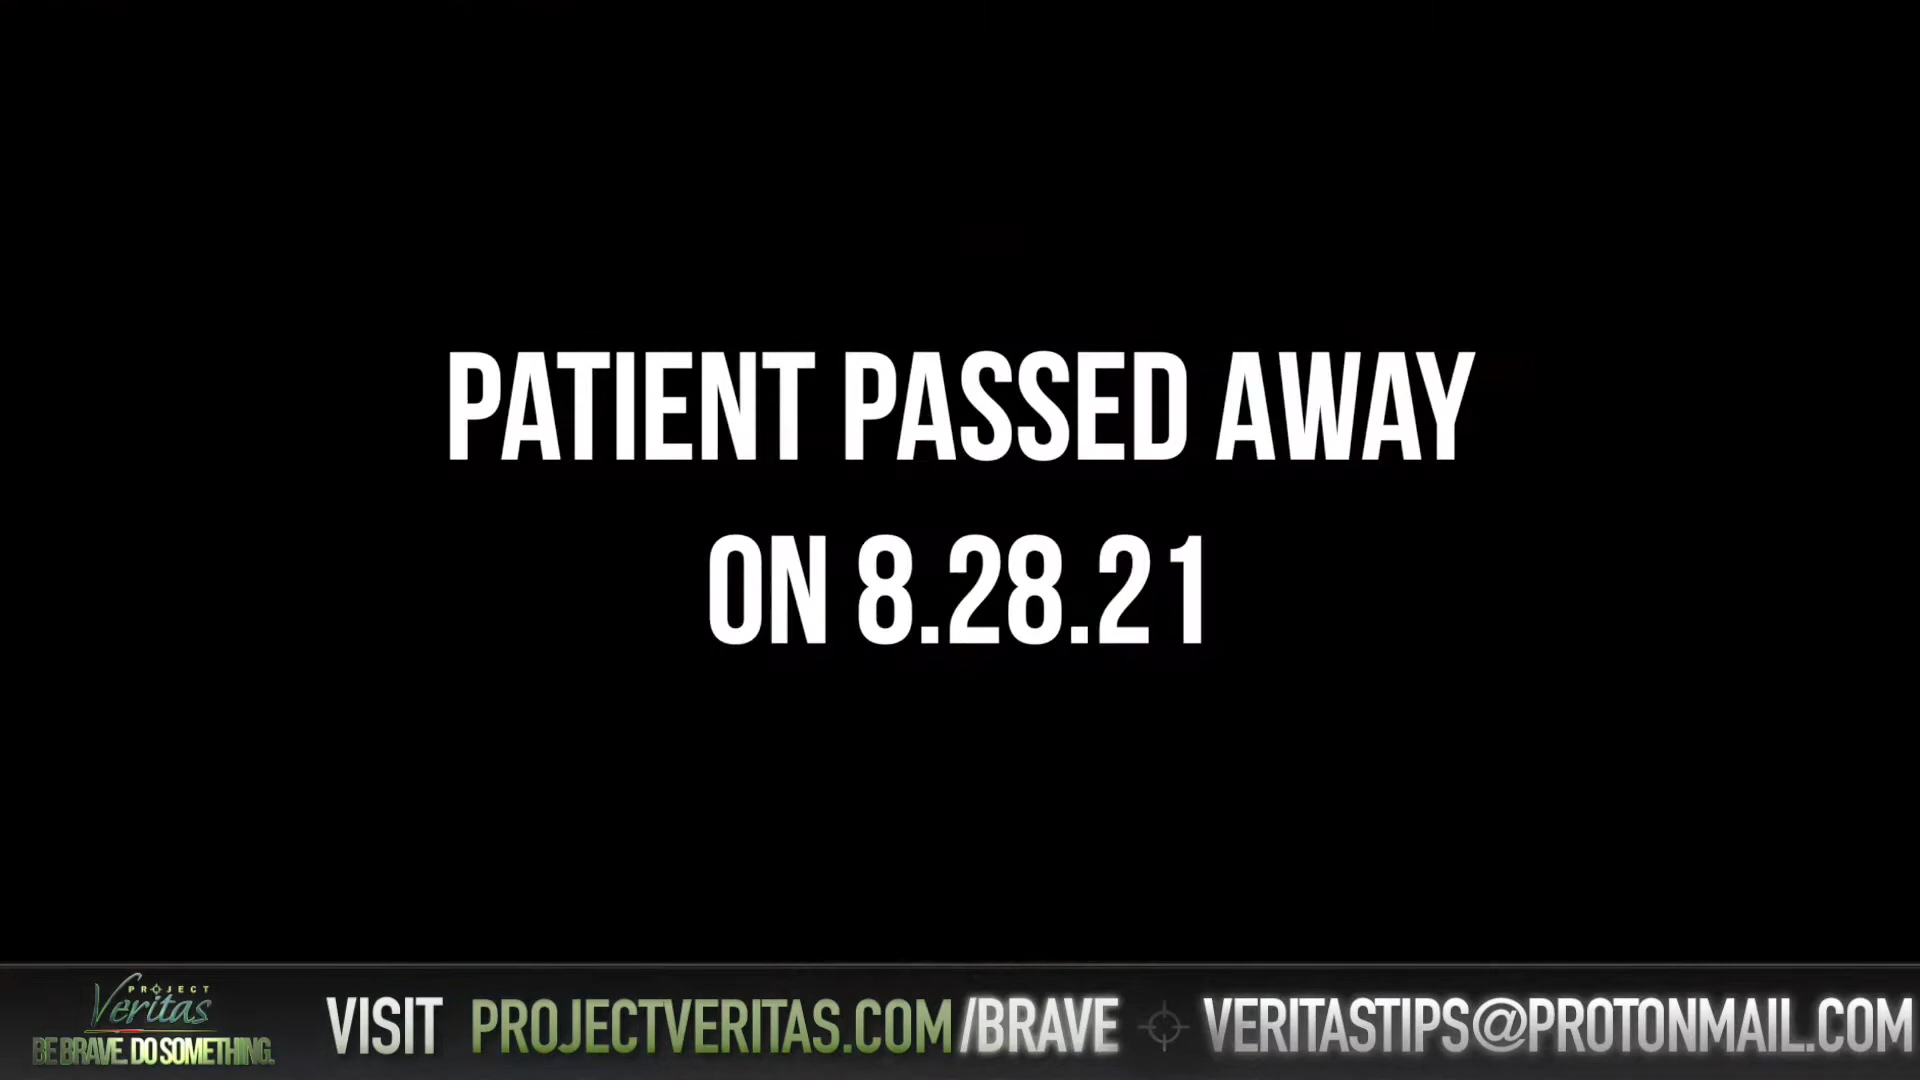 PATIENT PASSED AWAY
ON 8.28.21
PROJECT
Veritas
BE BRAVE. DO SOMETHING.
VISIT PROJECTVERITAS.COM/BRAVE VERITASTIPS@PROTONMAIL.COM